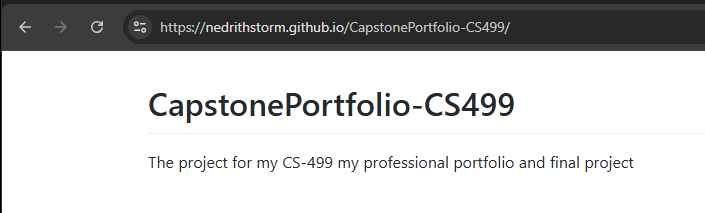 https://nedrithstorm.github.io/CapstonePortfolio-CS499/
CapstonePortfolio-CS499
The project for my CS-499 my professional portfolio and final project